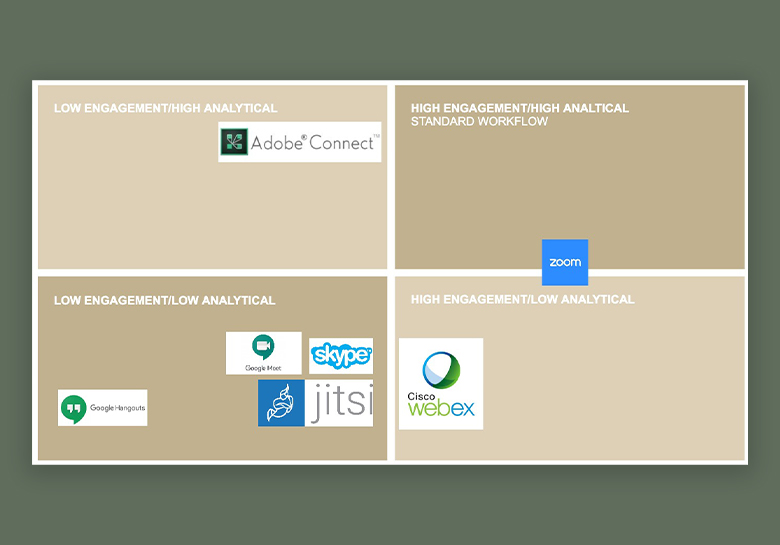 LOW ENGAGEMENT/HIGH ANALYTICAL
Adobe® Connect™
HIGH ENGAGEMENT/HIGH ANALTICAL
STANDARD WORKFLOW
zoom
LOW ENGAGEMENT/LOW ANALYTICAL
Google Meet
skype
Google Hangouts
jitsi
HIGH ENGAGEMENT/LOW ANALYTICAL
Cisco
webex